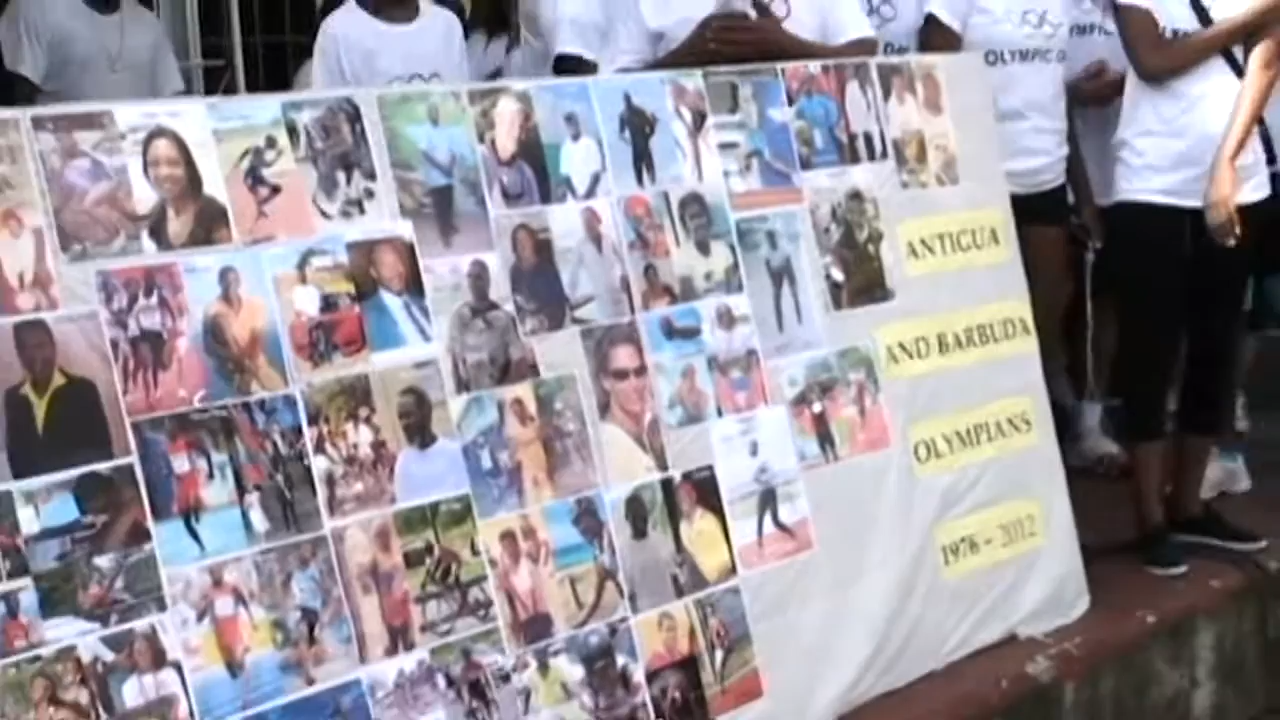 OLYMPIC
ANTIGUA
AND BARBUDA
OLYMPIANS
1976 - 2012